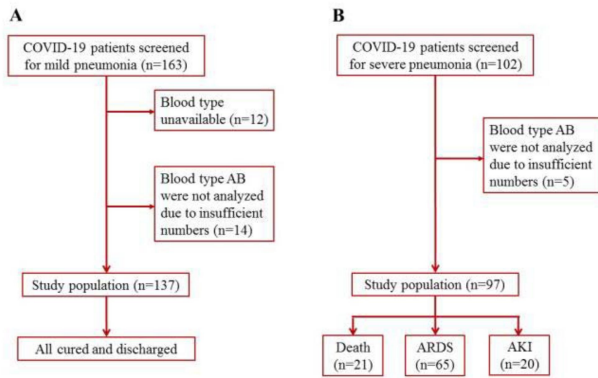 A
COVID-19 patients screened
for mild pneumonia (n=163)
Blood type
unavailable (n=12)
Blood type AB
were not analyzed
due to insufficient
numbers (n=14)
Study population (n=137)
All cured and discharged
B
COVID-19 patients screened
for severe pneumonia (n=102)
Blood type AB
were not analyzed
due to insufficient
numbers (n=5)
Study population (n=97)
Death
(n=21)
ARDS
(n=65)
AKI
(n=20)